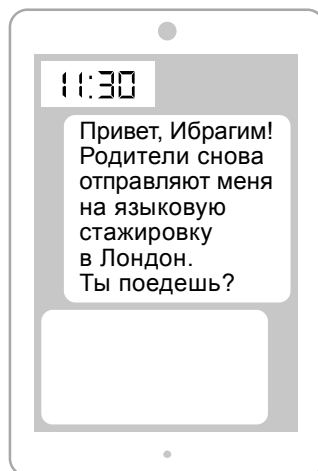 11:30
Привет, Ибрагим!
Родители снова
отправляют меня
на языковую
стажировку
в Лондон.
Ты поедешь?